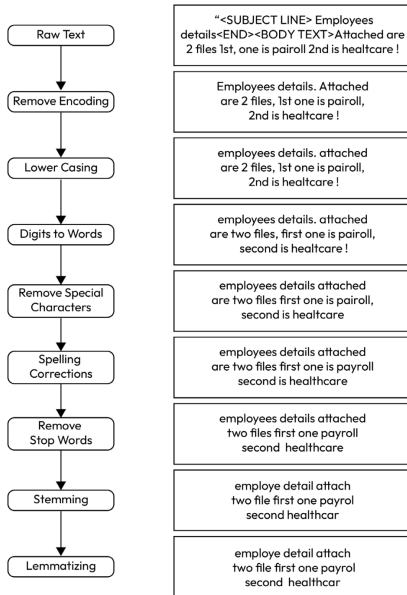 Raw Text
“<SUBJECT LINE> Employees
details<END><BODY TEXT>Attached are
2 files 1st, one is pairoll 2nd is healtcare !
Remove Encoding
Employees details. Attached
are 2 files, 1st one is pairoll,
2nd is healtcare !
Lower Casing
employees details. attached
are 2 files, 1st one is pairoll,
2nd is healtcare !
Digits to Words
employees details. attached
are two files, first one is pairoll,
second is healtcare !
Remove Special
Characters
employees details attached
are two files first one is pairoll,
second is healtcare
Spelling
Corrections
employees details attached
are two files first one is payroll
second is healthcare
Remove
Stop Words
employees details attached
two files first one payroll
second healthcare
Stemming
employe detail attach
two file first one payrol
second healthcar
Lemmatizing
employe detail attach
two file first one payrol
second healthcar